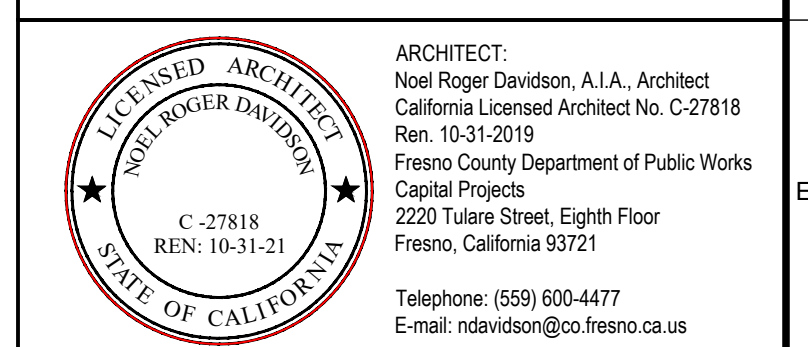 LICENSED ARCHITECT
NOEL ROGER DAVIDSON
C -27818
REN: 10-31-21
STATE OF CALIFORNIA
ARCHITECT:
Noel Roger Davidson, A.I.A., Architect
California Licensed Architect No. C-27818
Ren. 10-31-2019
Fresno County Department of Public Works
Capital Projects
2220 Tulare Street, Eighth Floor
Fresno, California 93721
Telephone: (559) 600-4477
E-mail: ndavidson@co.fresno.ca.us
E